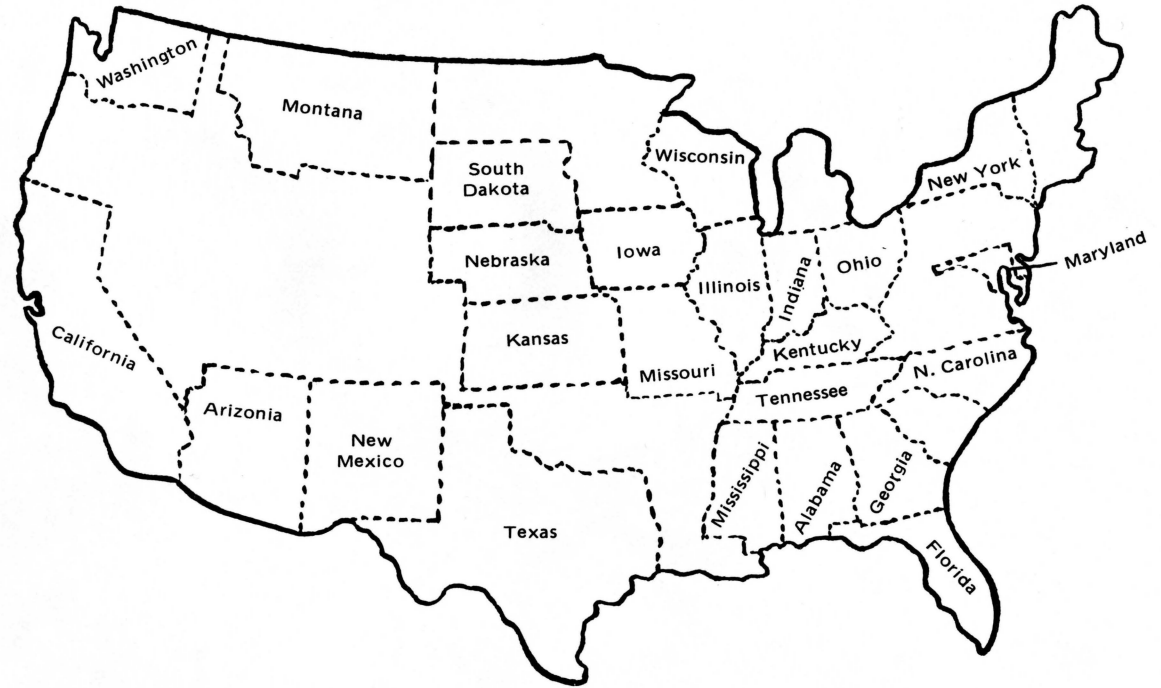 Washington
Montana
South
Dakota
Wisconsin
New York
Nebraska
Iowa
Illinois
Indiana
Ohio
Maryland
California
Kansas
Missouri
Kentucky
N. Carolina
Arizonia
New
Mexico
Tennessee
Texas
Mississippi
Alabama
Georgia
Florida